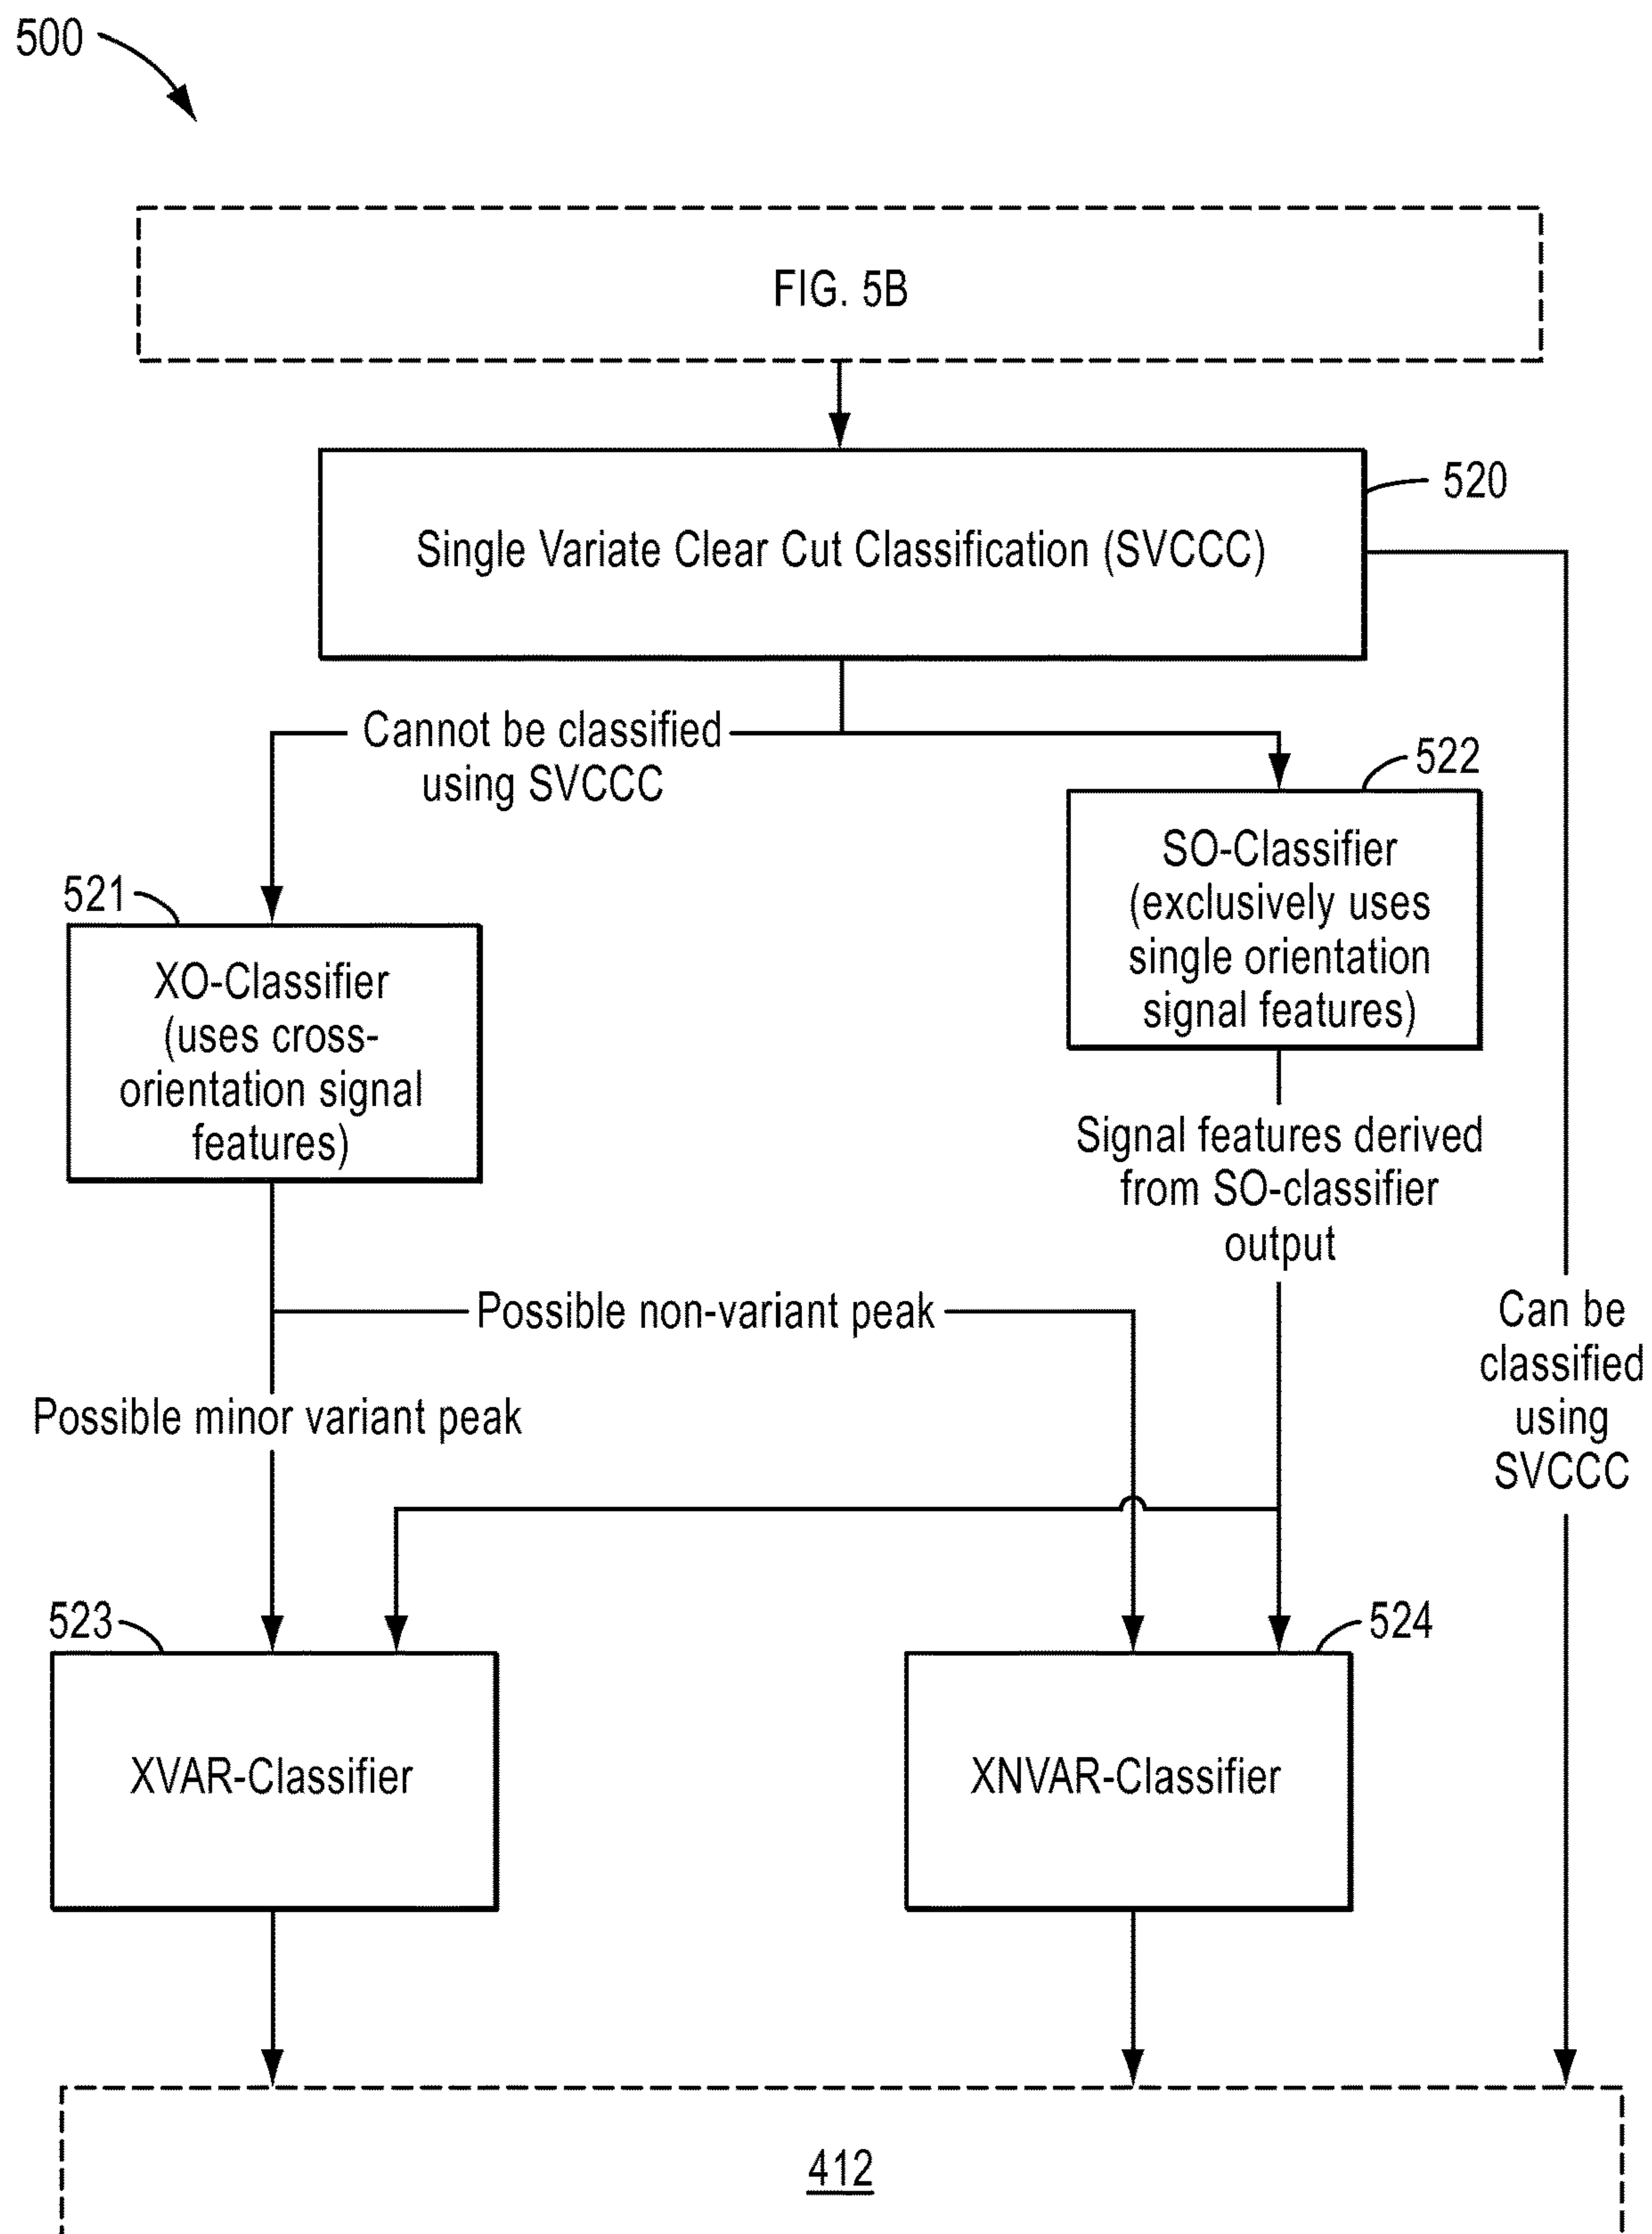 500
FIG. 5B
520
Single Variate Clear Cut Classification (SVCCC)
Cannot be classified
using SVCCC
522
SO-Classifier
(exclusively uses
single orientation
signal features)
521
XO-Classifier
(uses cross-
orientation signal
features)
Signal features derived
from SO-classifier
output
Possible non-variant peak
Can be
classified
using
SVCCC
Possible minor variant peak
523
524
XVAR-Classifier
XNVAR-Classifier
412